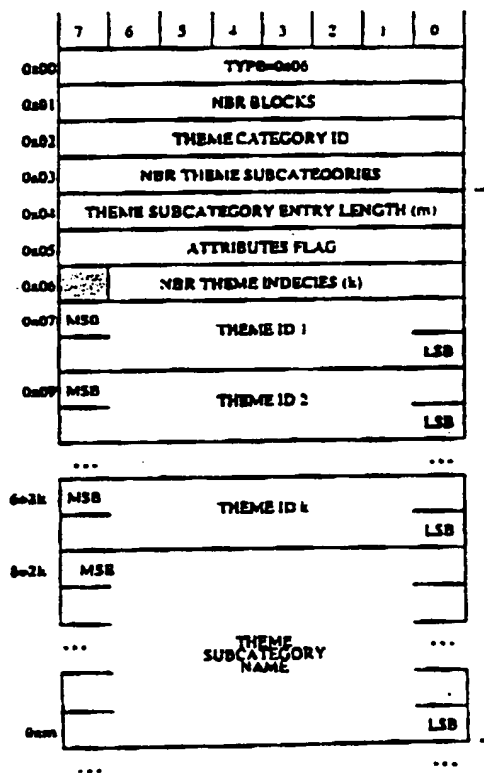 7 6 5 4 3 2 1 0
0x00 TYPE=0x06
0x01 NBR BLOCKS
0x02 THEME CATEGORY ID
0x03 NBR THEME SUBCATEGORIES
0x04 THEME SUBCATEGORY ENTRY LENGTH (m)
0x05 ATTRIBUTES FLAG
0x06 NBR THEME INDECIES (k)
0x07 MSB THEME ID 1
LSB
0x09 MSB THEME ID 2
LSB
... ...
6+2k MSB THEME ID k
LSB
8+2k MSB
... THEME ...
SUBCATEGORY
NAME
0xm LSB
... ...